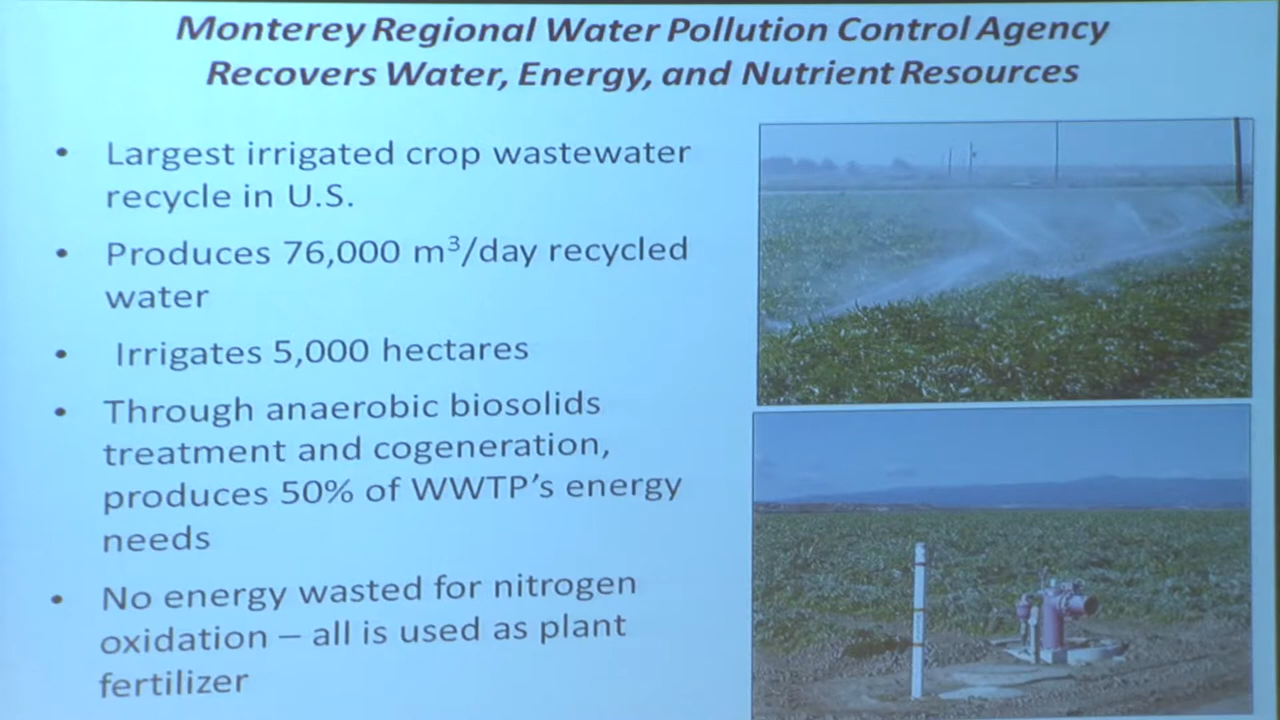 Monterey Regional Water Pollution Control Agency
Recovers Water, Energy, and Nutrient Resources
• Largest irrigated crop wastewater
recycle in U.S.
• Produces 76,000 m³/day recycled
water
• Irrigates 5,000 hectares
• Through anaerobic biosolids
treatment and cogeneration,
produces 50% of WWTP's energy
needs
• No energy wasted for nitrogen
oxidation – all is used as plant
fertilizer